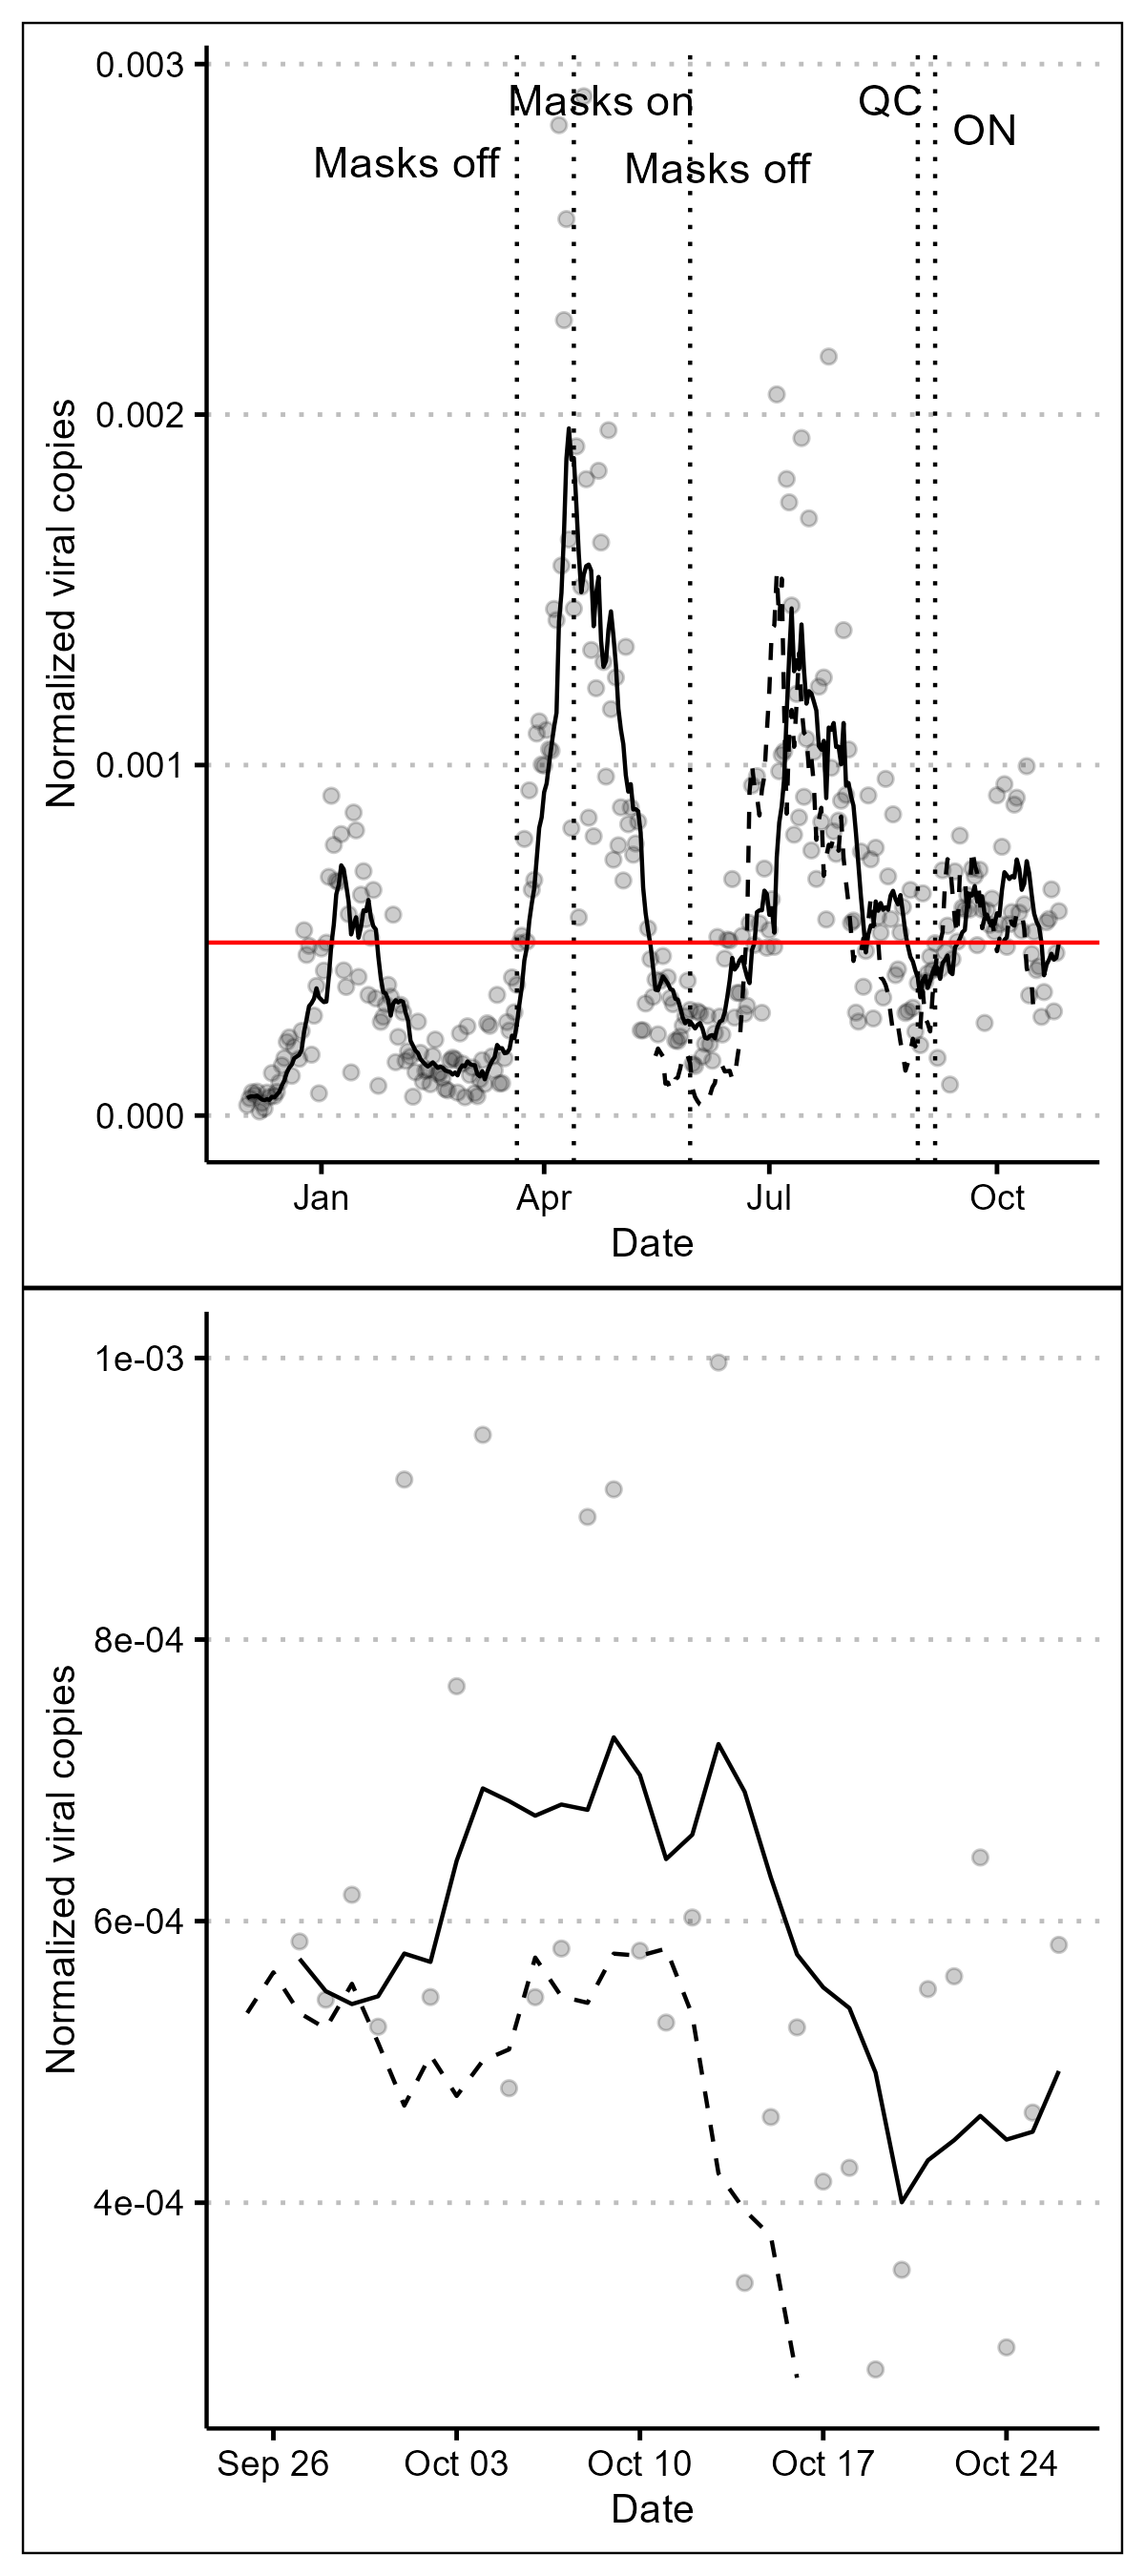 0.003
Masks on
QC
ON
Masks off
Masks off
0.002
Normalized viral copies
0.001
0.000
Jan
Apr
Jul
Oct
Date
1e-03
8e-04
Normalized viral copies
6e-04
4e-04
Sep 26
Oct 03
Oct 10
Oct 17
Oct 24
Date